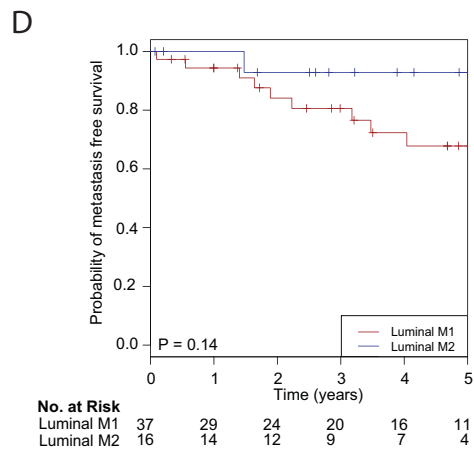 D
Probability of metastasis free survival
1.0
0.8
0.6
0.4
0.2
0.0
P = 0.14
Luminal M1
Luminal M2
0 1 2 3 4 5
Time (years)
No. at Risk
Luminal M1 37 29 24 20 16 11
Luminal M2 16 14 12 9 7 4